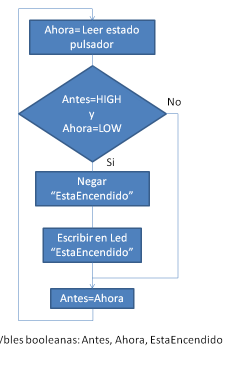 Ahora= Leer estado
pulsador
Antes=HIGH
y
Ahora=LOW
No
Si
Negar
“EstaEncendido”
Escribir en Led
“EstaEncendido”
Antes=Ahora
booleanas: Antes, Ahora, EstaEncendido